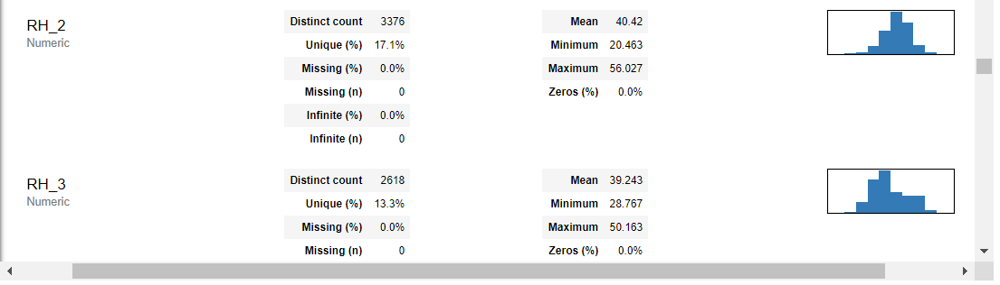 RH_2
Numeric
Distinct count 3376
Unique (%) 17.1%
Missing (%) 0.0%
Missing (n) 0
Infinite (%) 0.0%
Infinite (n) 0
Mean 40.42
Minimum 20.463
Maximum 56.027
Zeros (%) 0.0%
RH_3
Numeric
Distinct count 2618
Unique (%) 13.3%
Missing (%) 0.0%
Missing (n) 0
Mean 39.243
Minimum 28.767
Maximum 50.163
Zeros (%) 0.0%